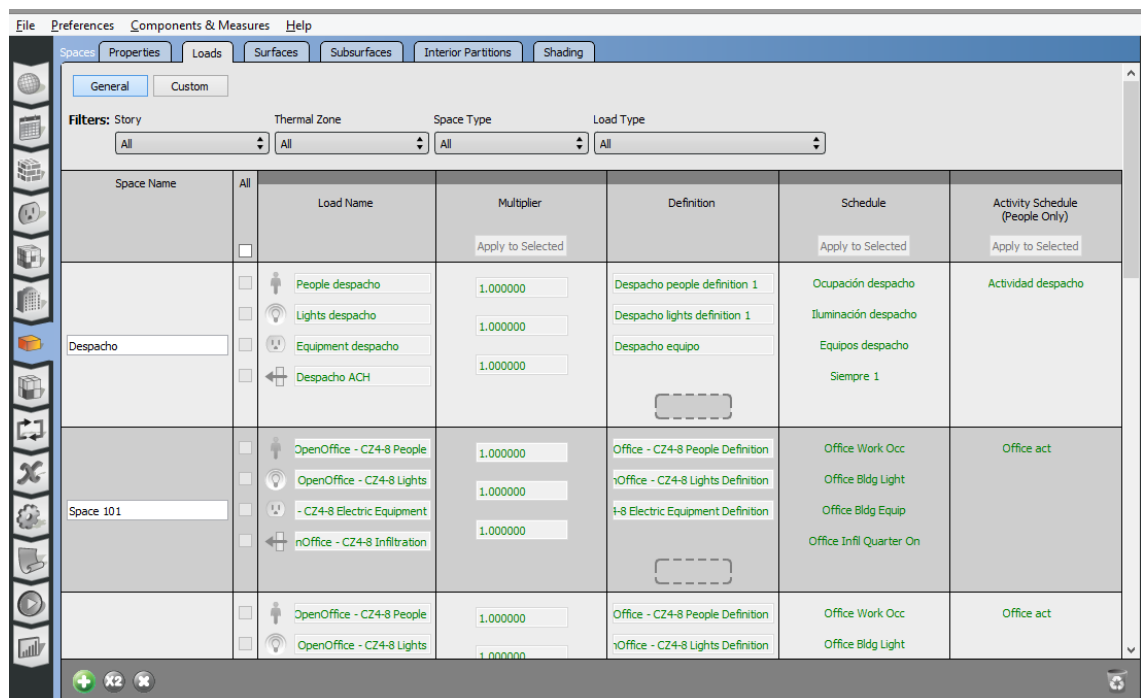 File Preferences Components & Measures Help
Spaces Properties Loads Surfaces Subsurfaces Interior Partitions Shading
General Custom
Filters: Story Thermal Zone Space Type Load Type
All All All All
Space Name All Load Name Multiplier Definition Schedule Activity Schedule
(People Only)
Apply to Selected Apply to Selected Apply to Selected
People despacho 1.000000 Despacho people definition 1 Ocupación despacho Actividad despacho
Lights despacho 1.000000 Despacho lights definition 1 Iluminación despacho
Despacho Equipment despacho 1.000000 Despacho equipo Equipos despacho
Despacho ACH Siempre 1
OpenOffice - CZ4-8 People 1.000000 Office - CZ4-8 People Definition Office Work Occ Office act
OpenOffice - CZ4-8 Lights 1.000000 nOffice - CZ4-8 Lights Definition Office Bldg Light
Space 101 - CZ4-8 Electric Equipment 1.000000 4-8 Electric Equipment Definition Office Bldg Equip
nOffice - CZ4-8 Infiltration Office Infil Quarter On
OpenOffice - CZ4-8 People 1.000000 Office - CZ4-8 People Definition Office Work Occ Office act
OpenOffice - CZ4-8 Lights 1.000000 nOffice - CZ4-8 Lights Definition Office Bldg Light
X2